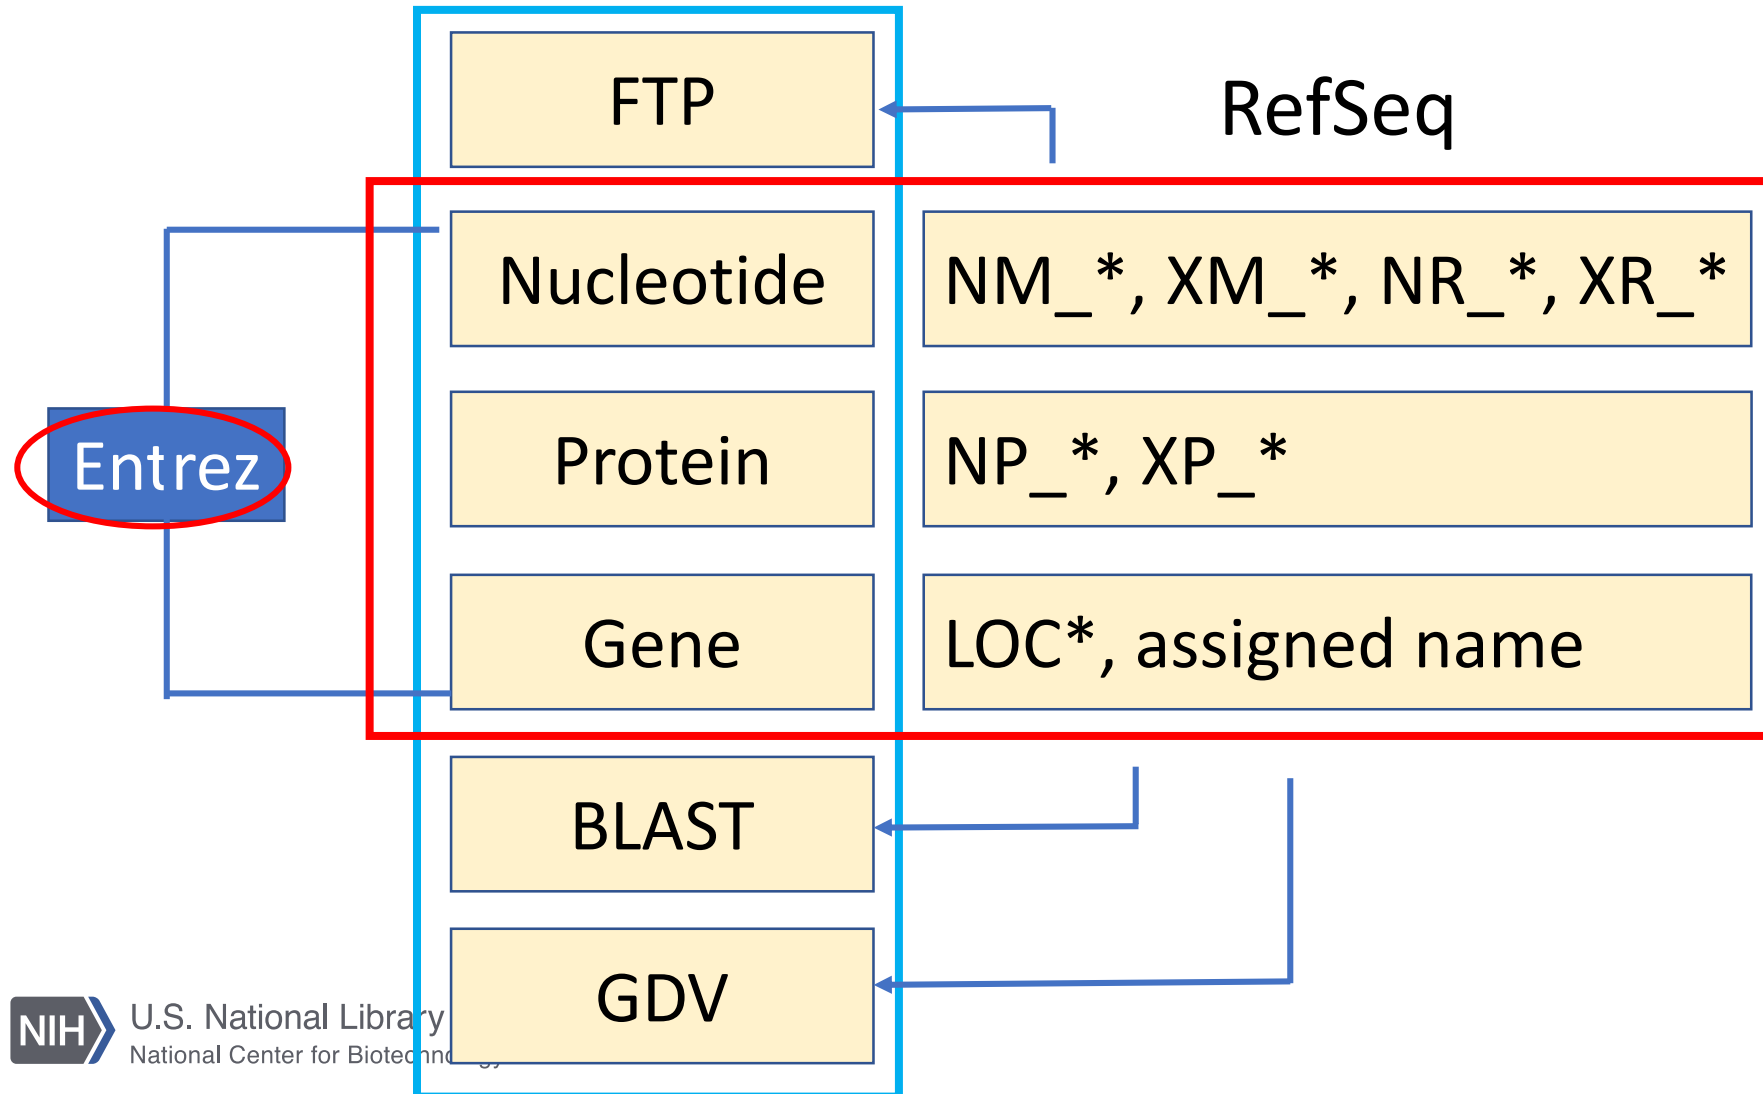 FTP
RefSeq
Nucleotide
NM_*, XM_*, NR_*, XR_*
Entrez
Protein
NP_*, XP_*
Gene
LOC*, assigned name
BLAST
GDV
NIH
U.S. National Library
National Center for